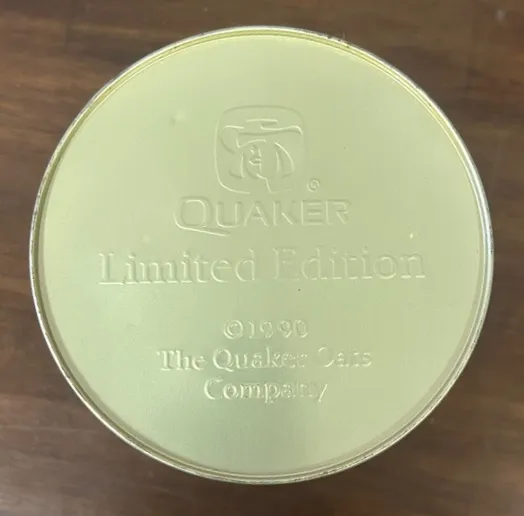 ®
QUAKER
Limited Edition
©1990
The Quaker Oats
Company